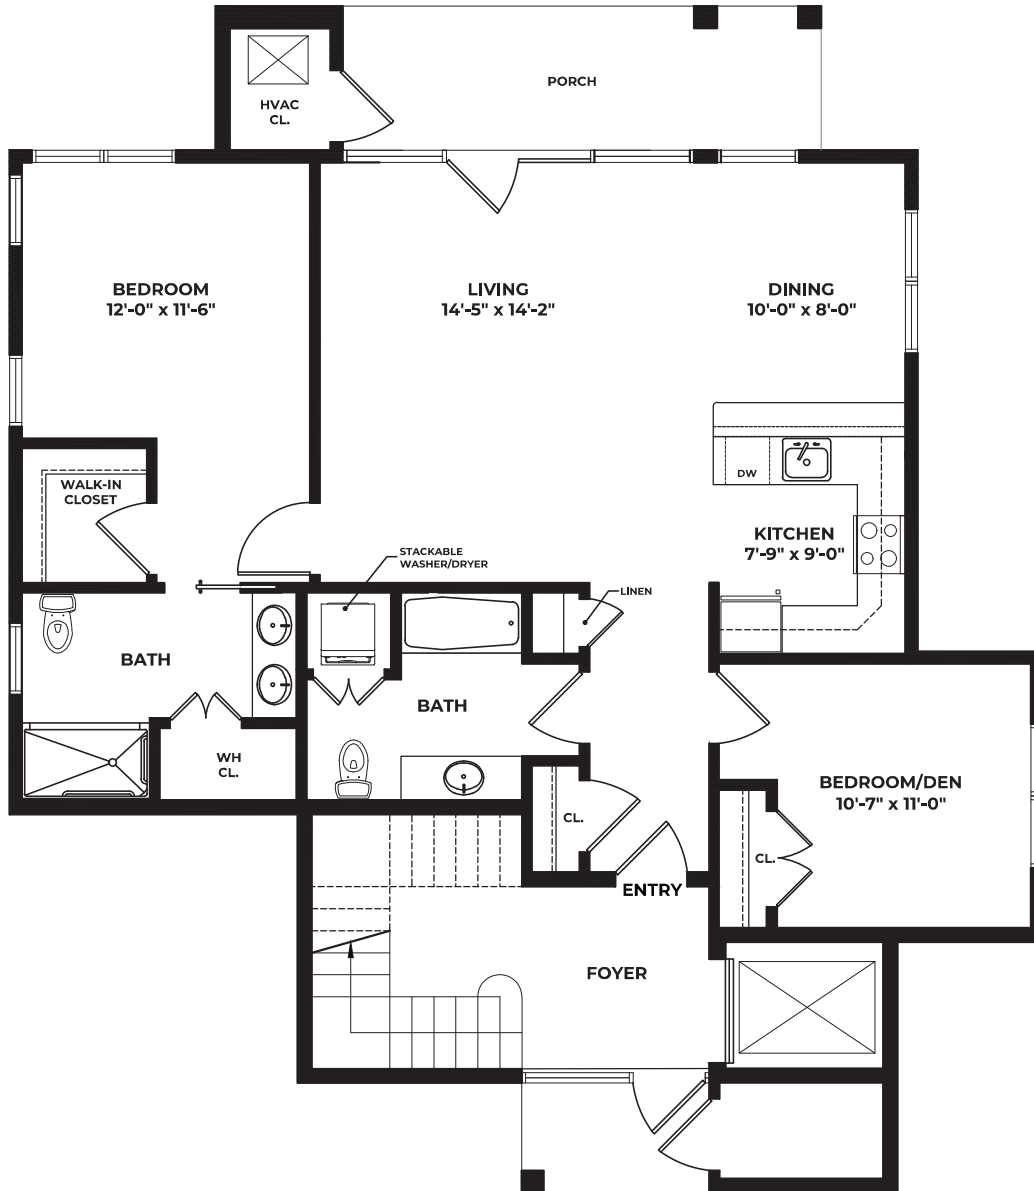 PORCH
HVAC
CL.
BEDROOM
12'-0" x 11'-6"
LIVING
14'-5" x 14'-2"
DINING
10'-0" x 8'-0"
WALK-IN
CLOSET
DW
KITCHEN
7'-9" x 9'-0"
STACKABLE
WASHER/DRYER
LINEN
BATH
BATH
WH
CL.
BEDROOM/DEN
10'-7" x 11'-0"
CL.
CL.
ENTRY
FOYER